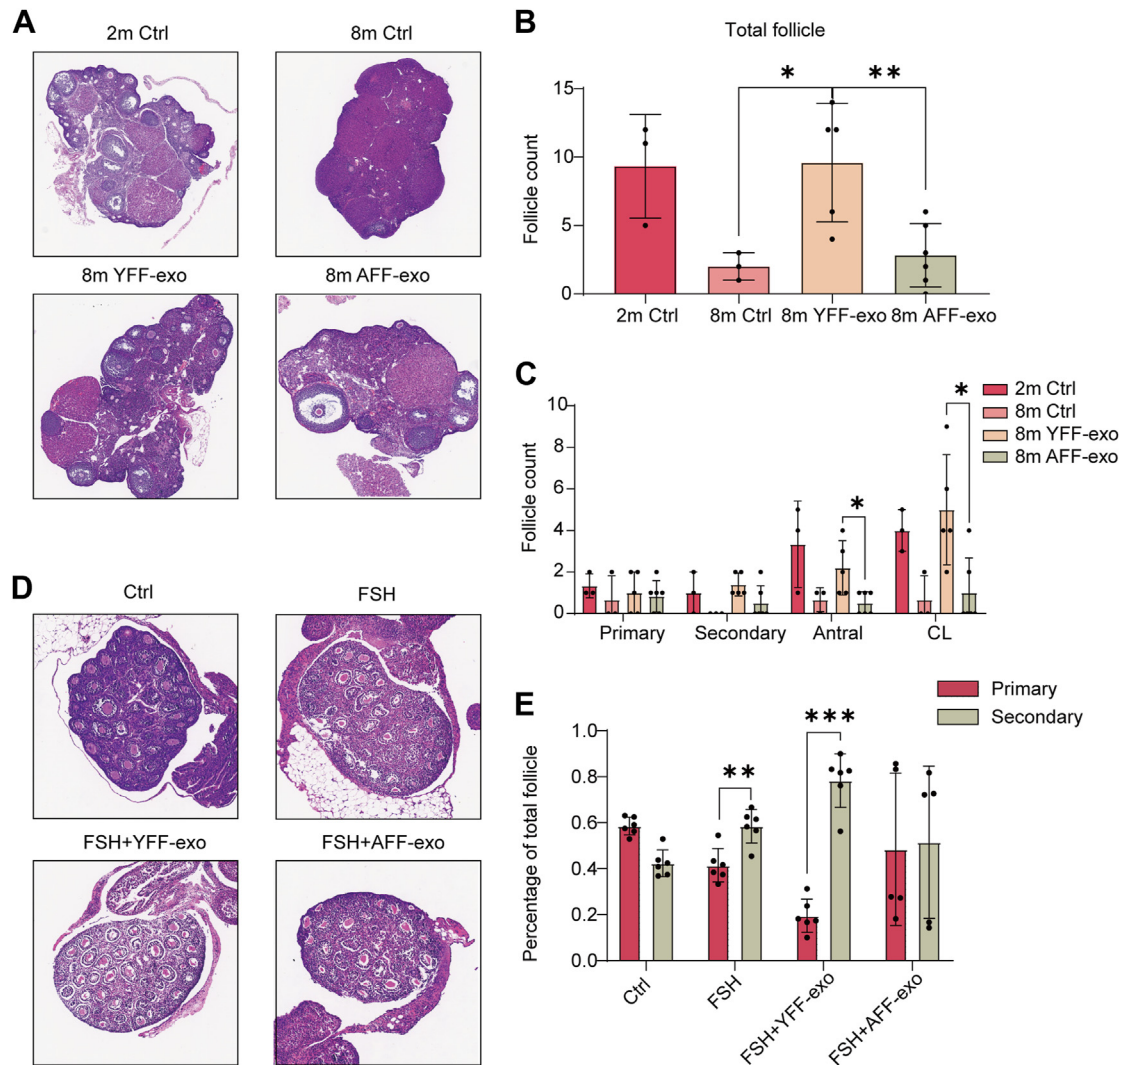 A
2m Ctrl
8m Ctrl
8m YFF-exo
8m AFF-exo
B
Total follicle
* **
Follicle count
15
10
5
0
2m Ctrl 8m Ctrl 8m YFF-exo 8m AFF-exo
C
2m Ctrl
8m Ctrl
8m YFF-exo
8m AFF-exo
Follicle count
10
8
6
4
2
0
* *
Primary Secondary Antral CL
D
Ctrl
FSH
FSH+YFF-exo
FSH+AFF-exo
E
Primary
Secondary
Percentage of total follicle
1.0
0.8
0.6
0.4
0.2
0.0
** ***
Ctrl FSH FSH+YFF-exo FSH+AFF-exo